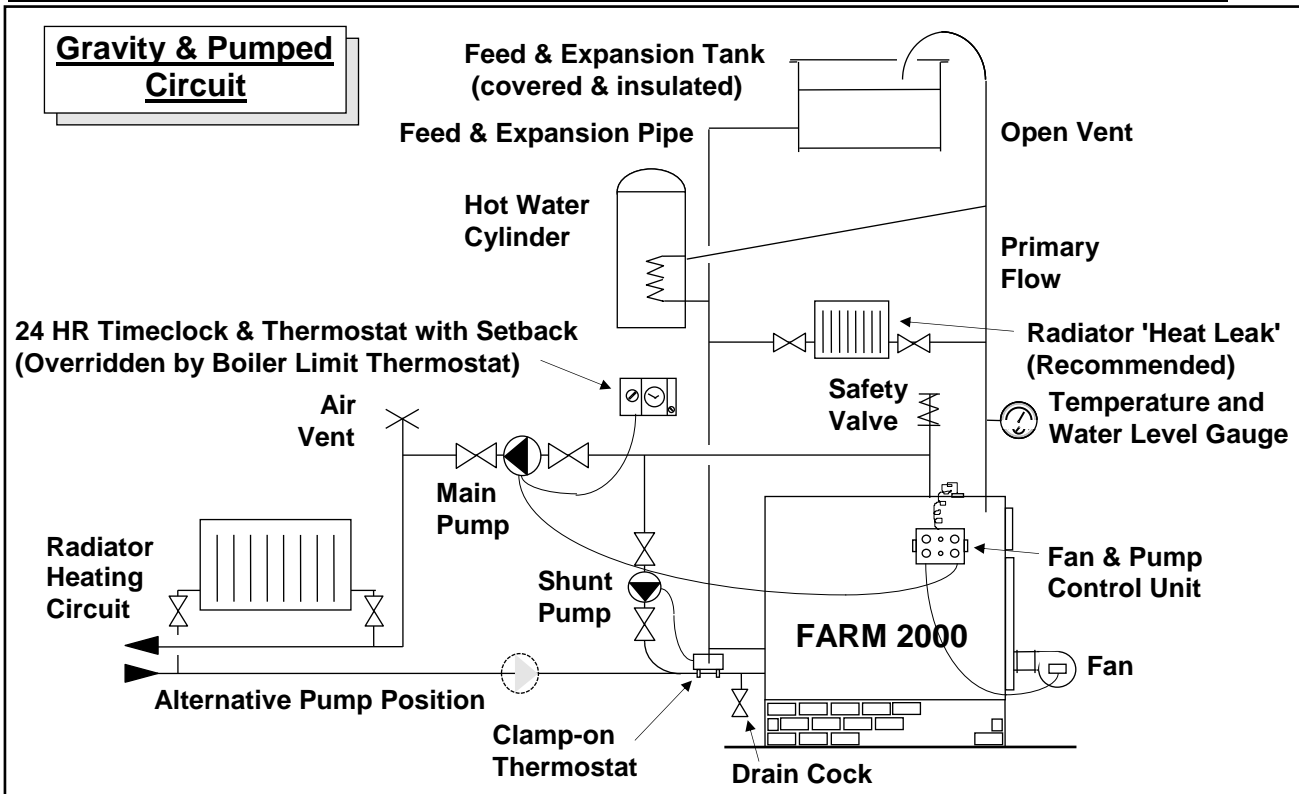 Gravity & Pumped
Circuit
Feed & Expansion Tank
(covered & insulated)
Feed & Expansion Pipe
Open Vent
Hot Water
Cylinder
Primary
Flow
24 HR Timeclock & Thermostat with Setback
(Overridden by Boiler Limit Thermostat)
Radiator 'Heat Leak'
(Recommended)
Air
Vent
Safety
Valve
Temperature and
Water Level Gauge
Main
Pump
Radiator
Heating
Circuit
Shunt
Pump
Fan & Pump
Control Unit
FARM 2000
Fan
Alternative Pump Position
Clamp-on
Thermostat
Drain Cock